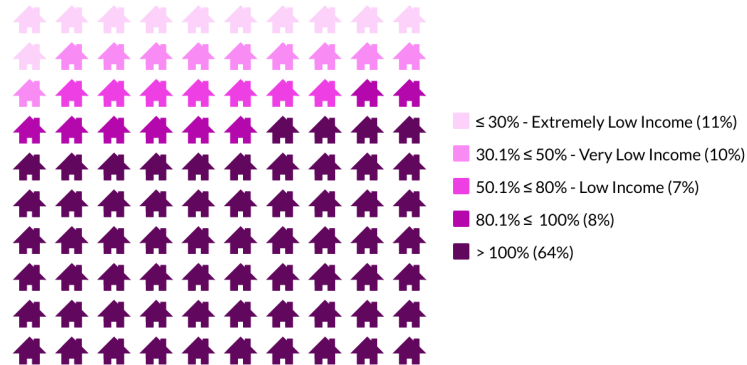 ≤ 30% - Extremely Low Income (11%)
30.1% ≤ 50% - Very Low Income (10%)
50.1% ≤ 80% - Low Income (7%)
80.1% ≤ 100% (8%)
> 100% (64%)